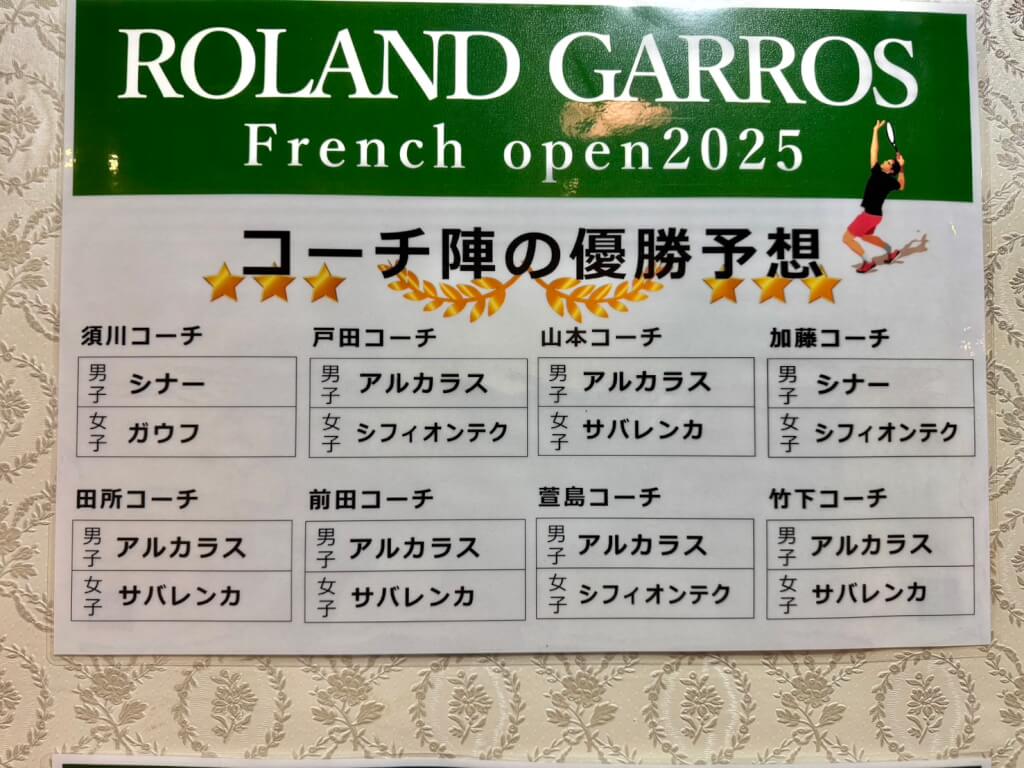 ROLAND GARROS
French open2025
コーチ陣の優勝予想
須川コーチ
男子 シナー
女子 ガウフ
戸田コーチ
男子 アルカラス
女子 シフィオンテク
山本コーチ
男子 アルカラス
女子 サバレンカ
加藤コーチ
男子 シナー
女子 シフィオンテク
田所コーチ
男子 アルカラス
女子 サバレンカ
前田コーチ
男子 アルカラス
女子 サバレンカ
萱島コーチ
男子 アルカラス
女子 シフィオンテク
竹下コーチ
男子 アルカラス
女子 サバレンカ